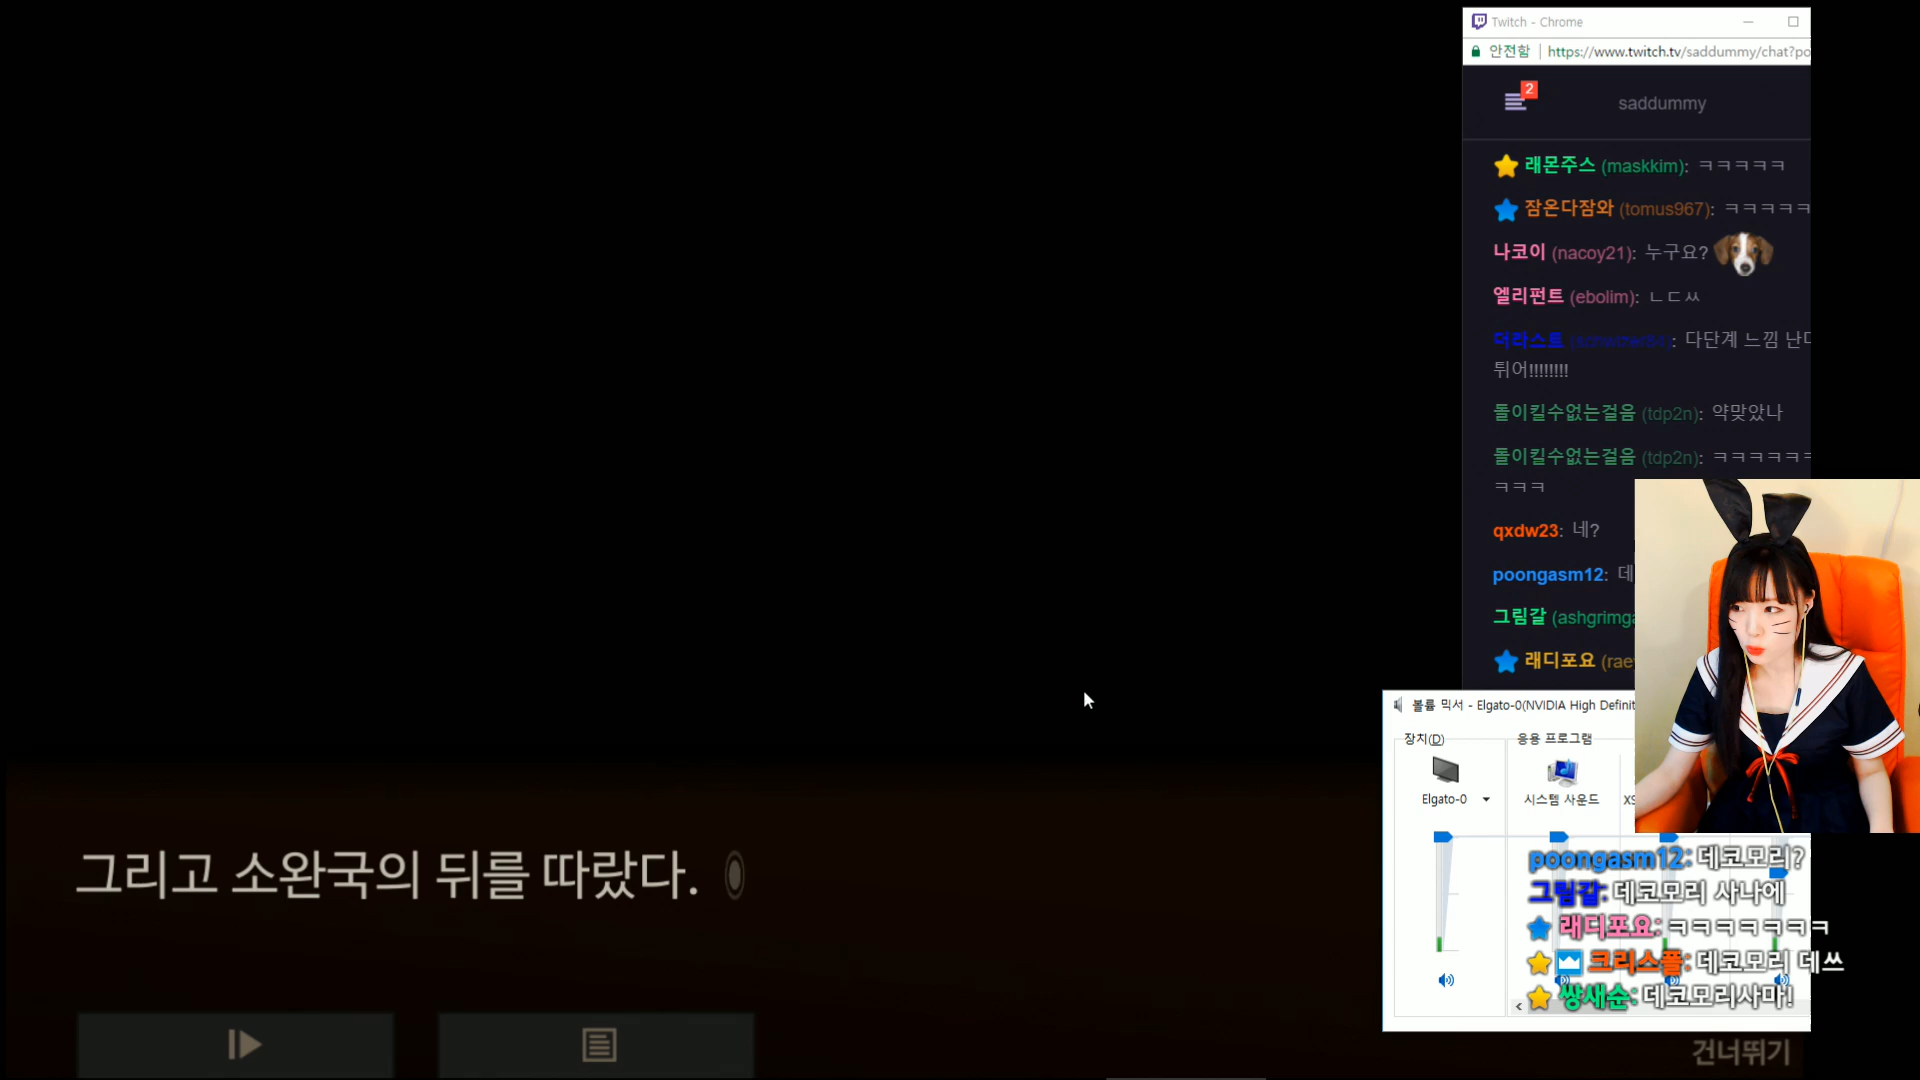 Twitch - Chrome
안전함 | https://www.twitch.tv/saddummy/chat?po
2
saddummy
래몬주스 (maskkim): ㅋㅋㅋㅋㅋ
잠온다잠와 (tomus967): ㅋㅋㅋㅋㅋ
나코이 (nacoy21): 누구요?
엘리펀트 (ebolim): ㄴㄷㅆ
더라스트 : 다단계 느낌
튀어!!!!!!!!
돌이킬수없는걸음 (tdp2n): 약맞았나
돌이킬수없는걸음 (tdp2n): ㅋㅋㅋㅋㅋㅋ
ㅋㅋㅋ
qxdw23: 네?
poongasm12: 데
그림갈 (ashgrimga
래디포요 (rae
볼륨 믹서 - Elgato-0(NVIDIA High Definit
장치(D)
응용 프로그램
Elgato-0
시스템 사운드
XS
poongasm12: 데코모리?
그림갈: 데코모리 사나에
래디포요: ㅋㅋㅋㅋㅋㅋㅋ
크리스폴: 데코모리 데쓰
썅새순: 데코모리사마!
그리고 소완국의 뒤를 따랐다.
건너뛰기